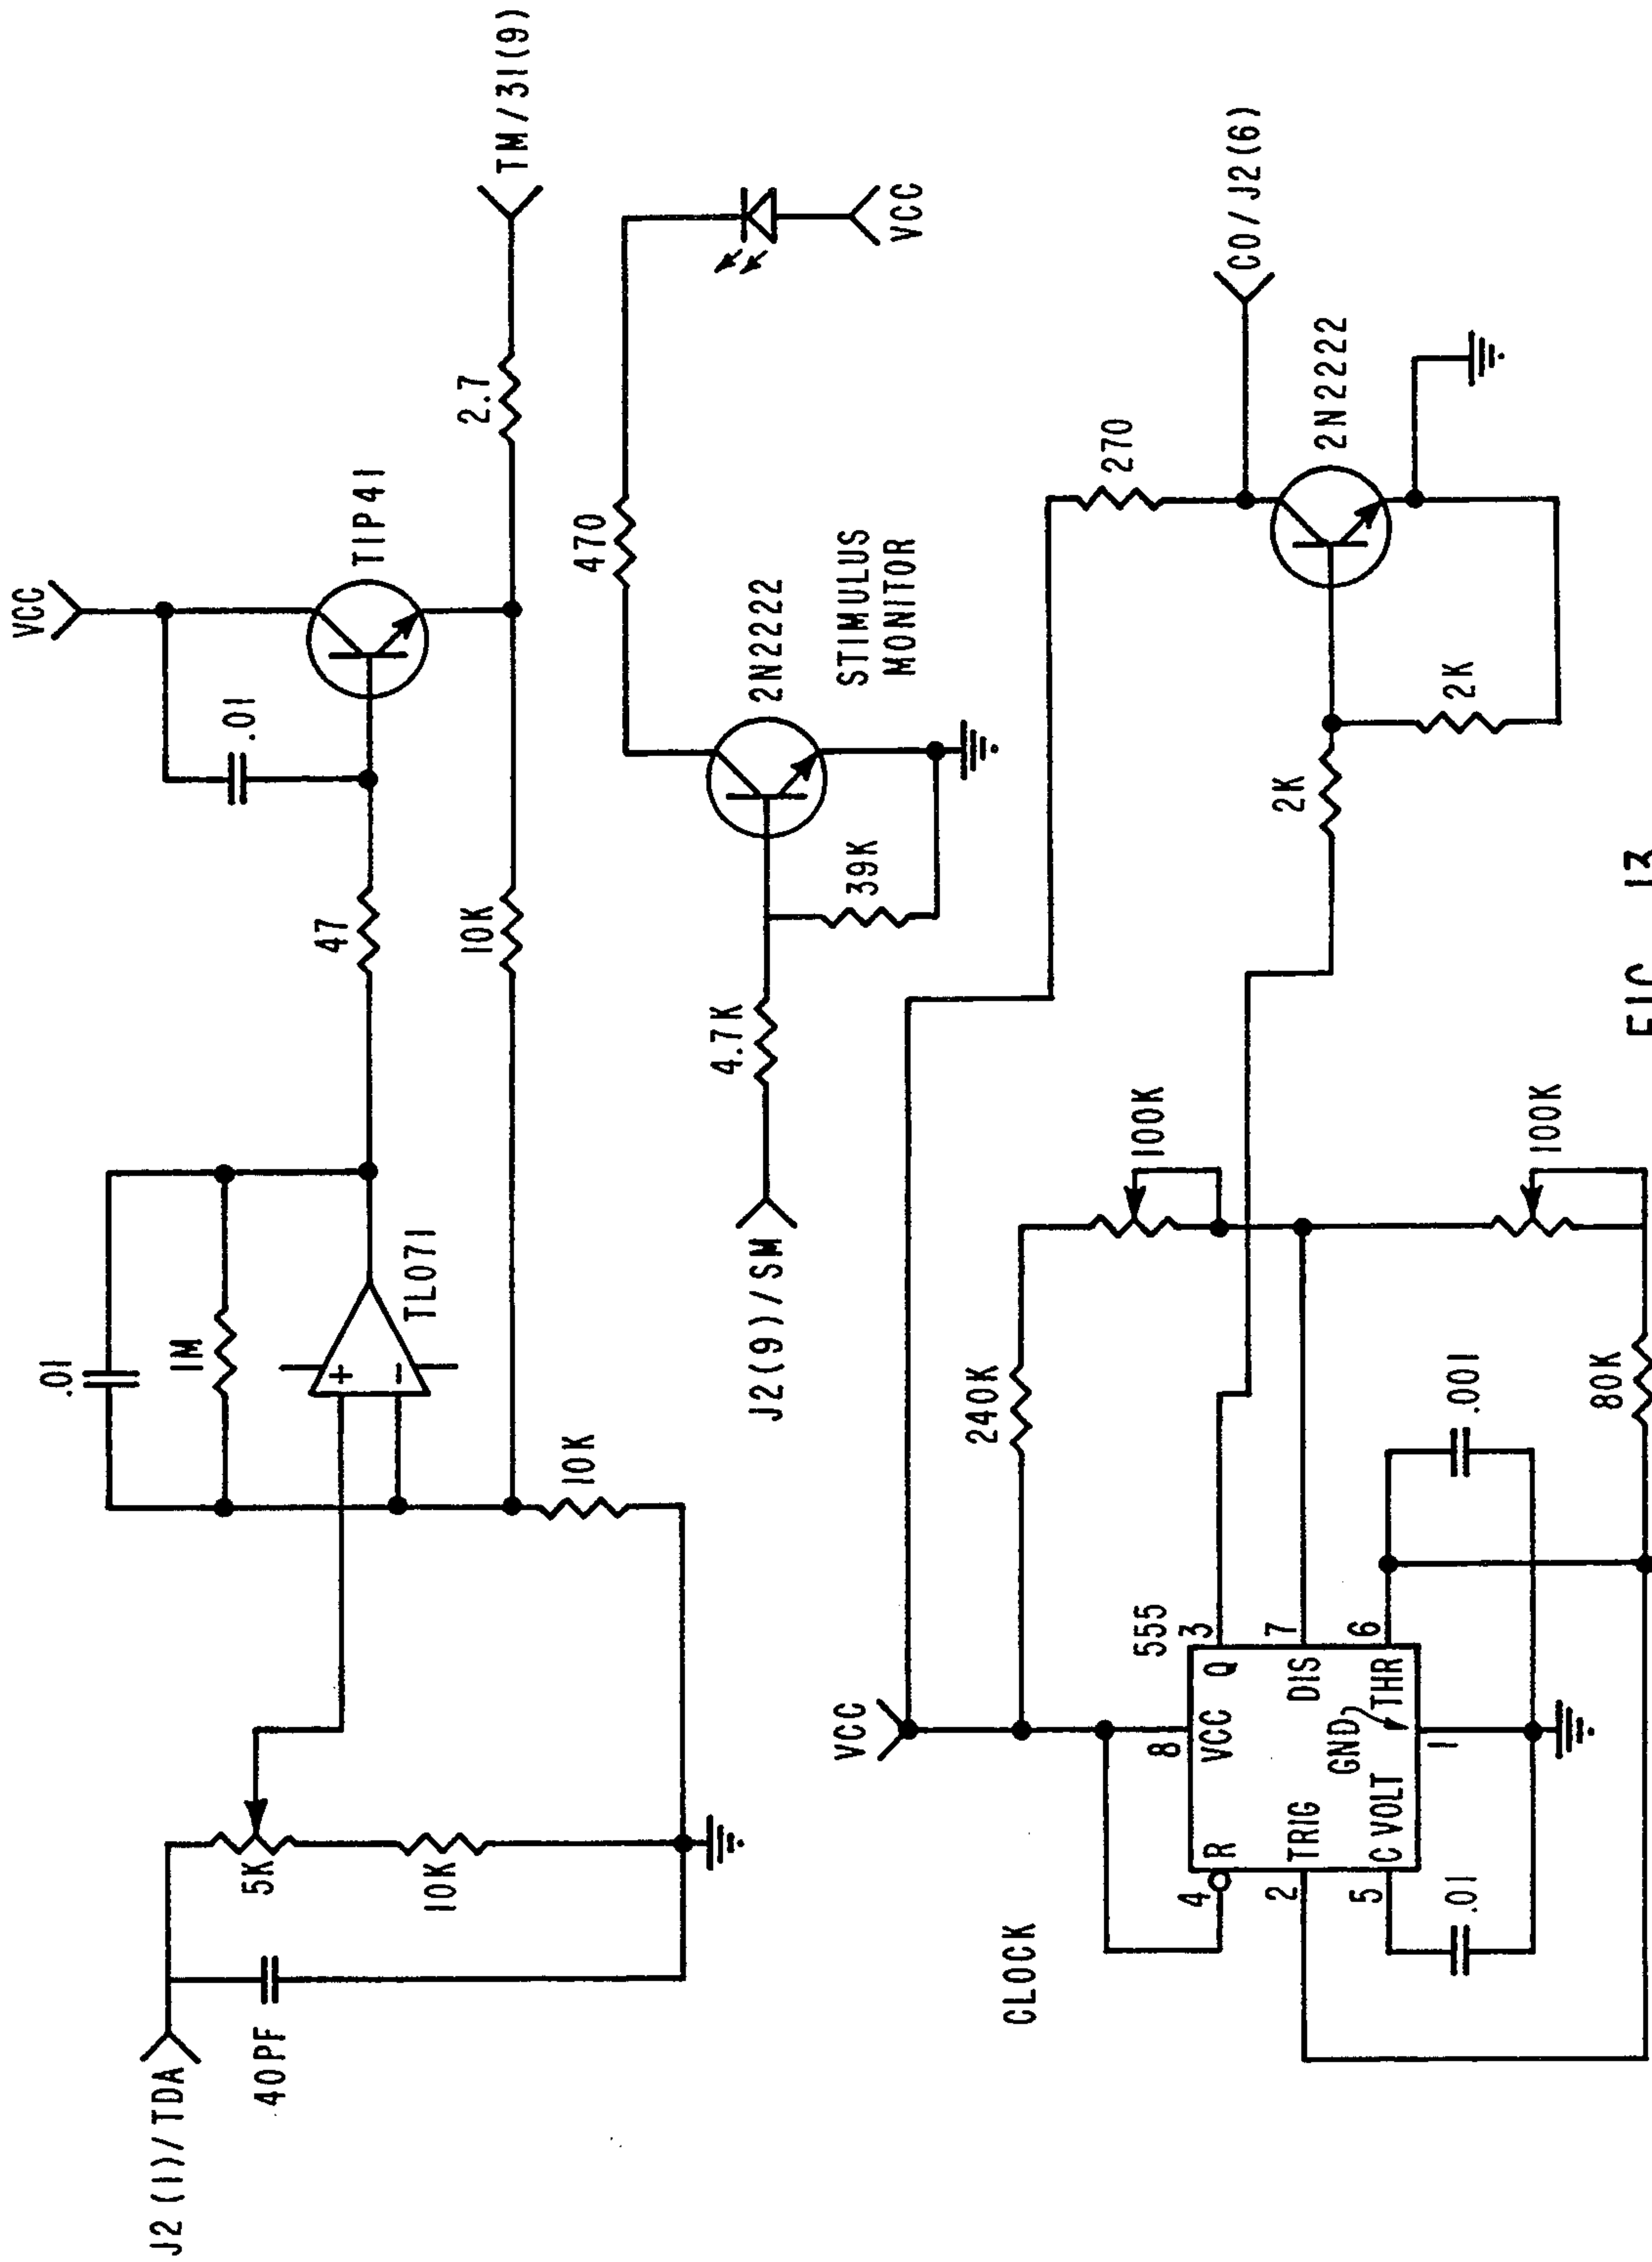 J2(1)/TDA
40PF
5K
10K
.01
1M
+
-
TL071
10K
47
.01
VCC
TIP41
10K
2.7
TM/31(9)
J2(9)/SM
4.7K
39K
2N2222
STIMULUS
MONITOR
470
VCC
CLOCK
VCC
555
4
R
8
VCC
3
Q
2
TRIG
7
DIS
5
C VOLT
GND
1
6
THR
.01
.001
240K
100K
100K
80K
2K
2K
270
2N2222
CO/J2(6)
FIG. 13